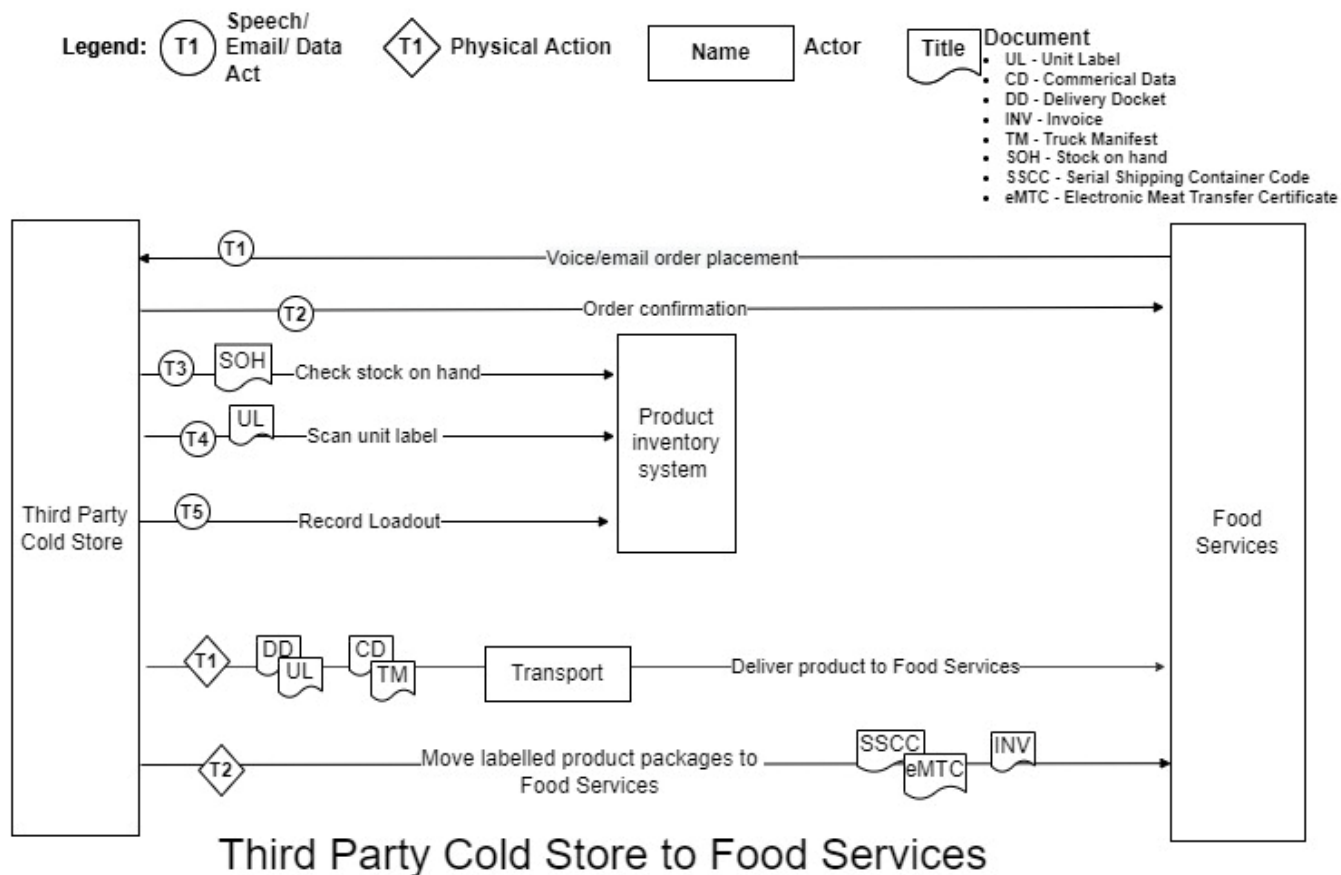 Legend:
T1
Speech/
Email/ Data
Act
T1
Physical Action
Name
Actor
Title
Document
UL - Unit Label
CD - Commerical Data
DD - Delivery Docket
INV - Invoice
TM - Truck Manifest
SOH - Stock on hand
SSCC - Serial Shipping Container Code
eMTC - Electronic Meat Transfer Certificate
T1
Voice/email order placement
T2
Order confirmation
T3
SOH
Check stock on hand
T4
UL
Scan unit label
Product
inventory
system
T5
Record Loadout
Third Party
Cold Store
Food
Services
T1
DD
UL
CD
TM
Transport
Deliver product to Food Services
T2
Move labelled product packages to
Food Services
SSCC
eMTC
INV
Third Party Cold Store to Food Services